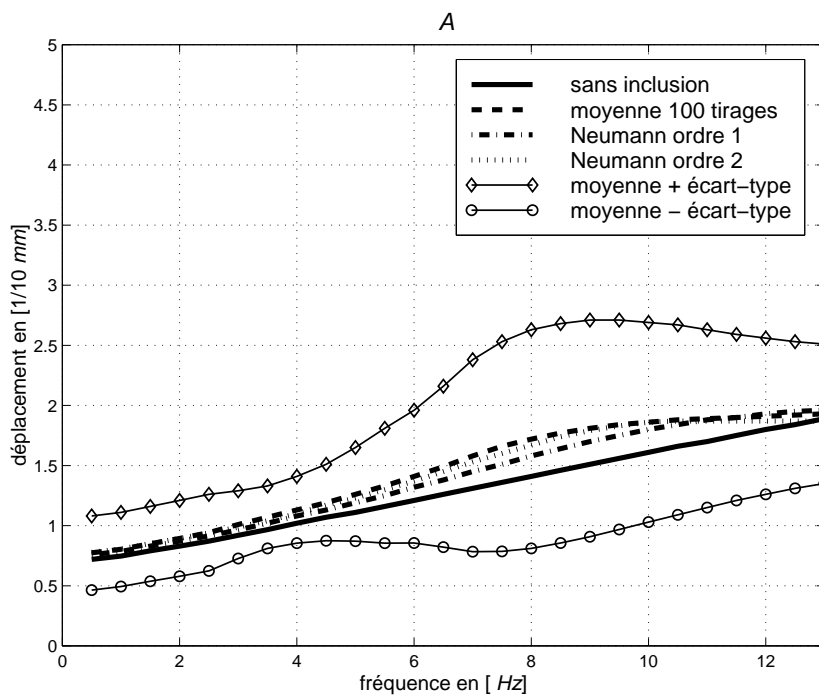 A
5
4.5
4
3.5
3
2.5
2
1.5
1
0.5
0
déplacement en [1/10 mm]
sans inclusion
moyenne 100 tirages
Neumann ordre 1
Neumann ordre 2
moyenne + écart−type
moyenne − écart−type
0 2 4 6 8 10 12
fréquence en [ Hz]